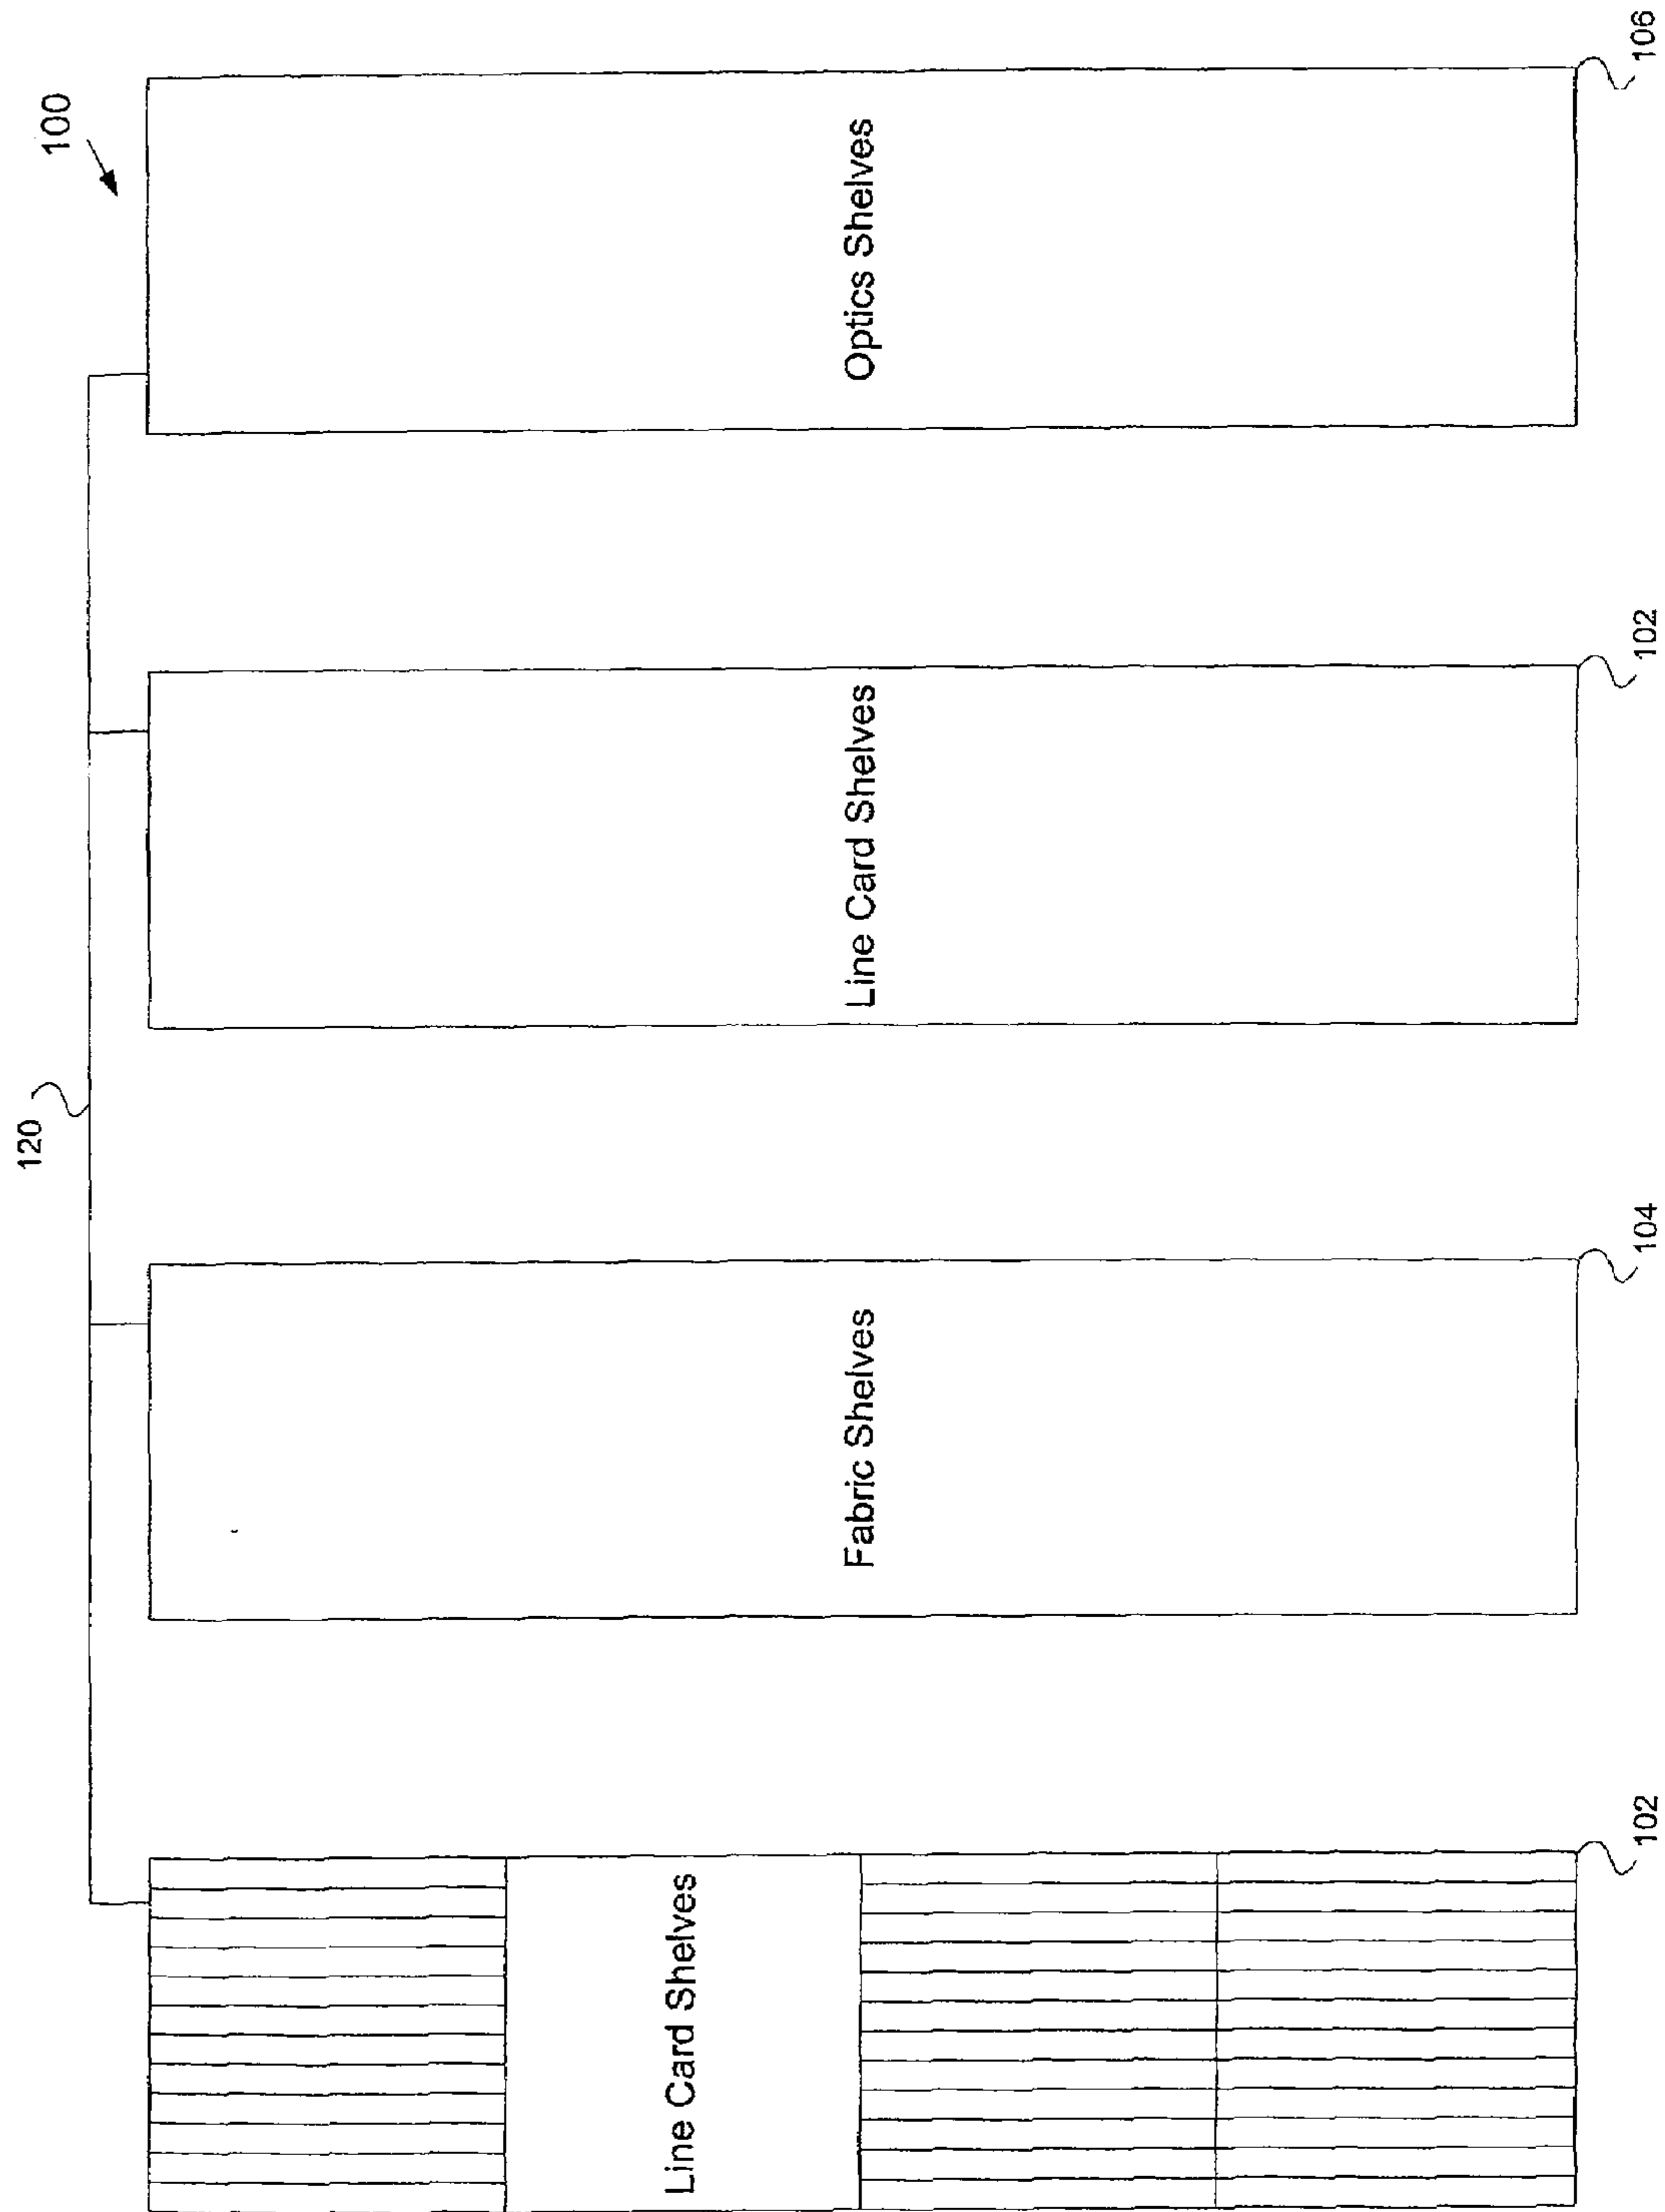 100
120
Line Card Shelves
Fabric Shelves
Line Card Shelves
Optics Shelves
102
104
102
106